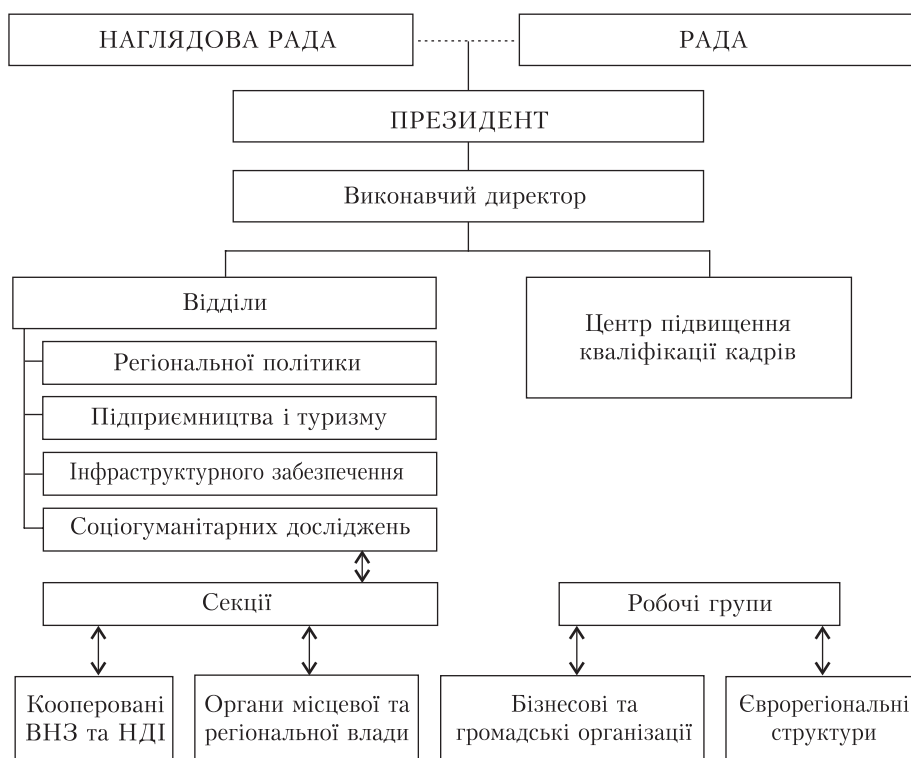 НАГЛЯДОВА РАДА
РАДА
ПРЕЗИДЕНТ
Виконавчий директор
Відділи
Центр підвищення
кваліфікації кадрів
Регіональної політики
Підприємництва і туризму
Інфраструктурного забезпечення
Соціогуманітарних досліджень
Секції
Робочі групи
Кооперовані
ВНЗ та НДІ
Органи місцевої та
регіональної влади
Бізнесові та
громадські організації
Єврорегіональні
структури